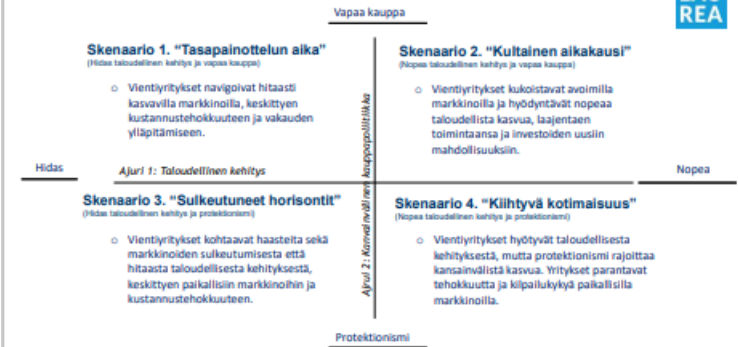 Vapaa kauppa
REA
Skenaario 1. “Tasapainottelun aika”
(Hidas taloudellinen kehitys ja vapaa kauppa)
o Vientiyritykset navigoivat hitaasti
kasvavilla markkinoilla, keskittyen
kustannustehokkuuteen ja vakauden
ylläpitämiseen.
Skenaario 2. “Kultainen aikakausi”
(Nopea taloudellinen kehitys ja vapaa kauppa)
o Vientiyritykset kukoistavat avoimilla
markkinoilla ja hyödyntävät nopeaa
taloudellista kasvua, laajentaen
toimintaansa ja investoiden uusiin
mahdollisuuksiin.
Hidas
Ajuri 1: Taloudellinen kehitys
Nopea
Ajrui 2: Kansainvälinen kauppapolitiikka
Skenaario 3. “Sulkeutuneet horisontit”
(Hidas taloudellinen kehitys ja protektionismi)
o Vientiyritykset kohtaavat haasteita sekä
markkinoiden sulkeutumisesta että
hitaasta taloudellisesta kehityksestä,
keskittyen paikallisiin markkinoihin ja
kustannustehokkuuteen.
Skenaario 4. “Kiihtyvä kotimaisuus”
(Nopea taloudellinen kehitys ja protektionismi)
o Vientiyritykset hyötyvät taloudellisesta
kehityksestä, mutta protektionismi rajoittaa
kansainvälistä kasvua. Yritykset parantavat
tehokkuutta ja kilpailukykyä paikallisilla
markkinoilla.
Protektionismi